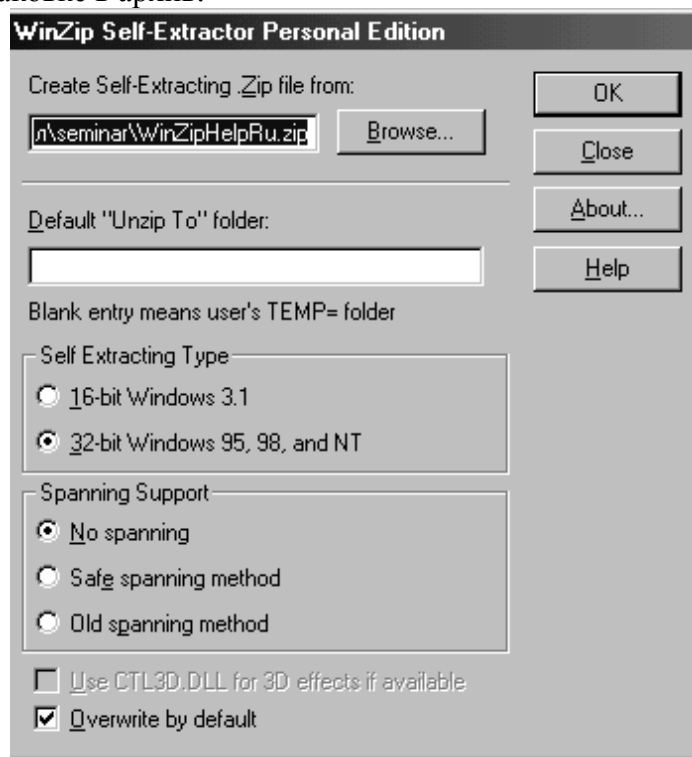 WinZip Self-Extractor Personal Edition
Create Self-Extracting .Zip file from:
л\seminar\WinZipHelpRu.zip
Browse...
OK
Close
Default "Unzip To" folder:
About...
Help
Blank entry means user's TEMP= folder
Self Extracting Type
16-bit Windows 3.1
32-bit Windows 95, 98, and NT
Spanning Support
No spanning
Safe spanning method
Old spanning method
Use CTL3D.DLL for 3D effects if available
Overwrite by default